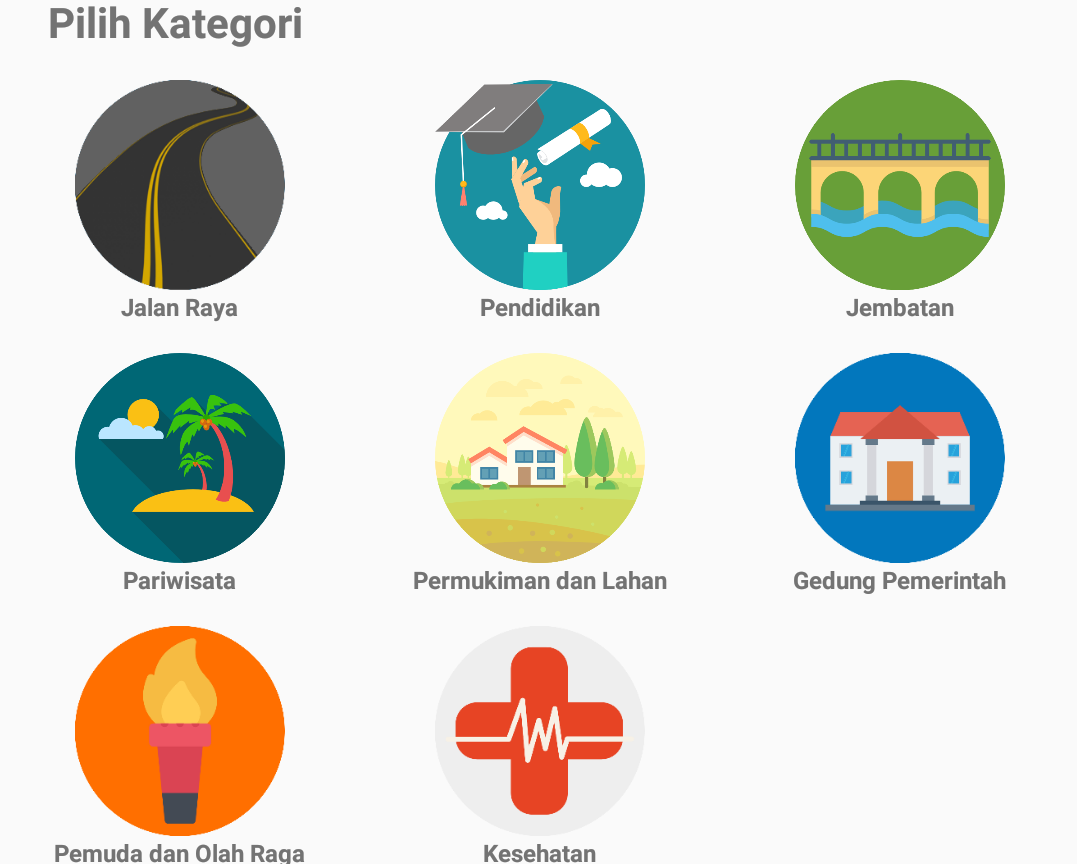 Pilih Kategori
Jalan Raya
Pendidikan
Jembatan
Pariwisata
Permukiman dan Lahan
Gedung Pemerintah
Pemuda dan Olah Raga
Kesehatan